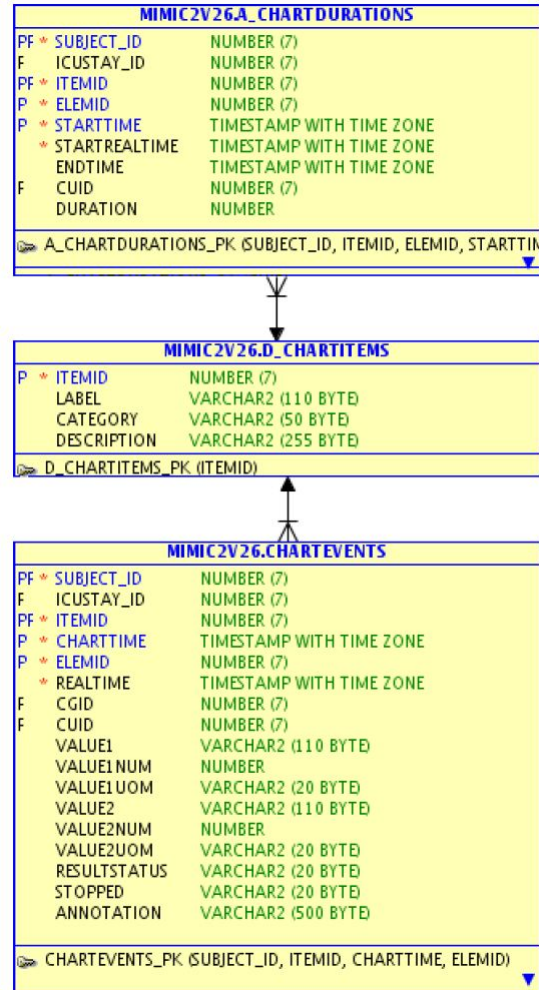 MIMIC2V26.A_CHARTDURATIONS
PF * SUBJECT_ID NUMBER (7)
F ICUSTAY_ID NUMBER (7)
PF * ITEMID NUMBER (7)
P * ELEMID NUMBER (7)
P * STARTTIME TIMESTAMP WITH TIME ZONE
* STARTREALTIME TIMESTAMP WITH TIME ZONE
ENDTIME TIMESTAMP WITH TIME ZONE
F CUID NUMBER (7)
DURATION NUMBER
A_CHARTDURATIONS_PK (SUBJECT_ID, ITEMID, ELEMID, STARTTIM
MIMIC2V26.D_CHARTITEMS
P * ITEMID NUMBER (7)
LABEL VARCHAR2 (110 BYTE)
CATEGORY VARCHAR2 (50 BYTE)
DESCRIPTION VARCHAR2 (255 BYTE)
D_CHARTITEMS_PK (ITEMID)
MIMIC2V26.CHARTEVENTS
PF * SUBJECT_ID NUMBER (7)
F ICUSTAY_ID NUMBER (7)
PF * ITEMID NUMBER (7)
P * CHARTTIME TIMESTAMP WITH TIME ZONE
P * ELEMID NUMBER (7)
* REALTIME TIMESTAMP WITH TIME ZONE
F CGID NUMBER (7)
F CUID NUMBER (7)
VALUE1 VARCHAR2 (110 BYTE)
VALUE1NUM NUMBER
VALUE1UOM VARCHAR2 (20 BYTE)
VALUE2 VARCHAR2 (110 BYTE)
VALUE2NUM NUMBER
VALUE2UOM VARCHAR2 (20 BYTE)
RESULTSTATUS VARCHAR2 (20 BYTE)
STOPPED VARCHAR2 (20 BYTE)
ANNOTATION VARCHAR2 (500 BYTE)
CHARTEVENTS_PK (SUBJECT_ID, ITEMID, CHARTTIME, ELEMID)